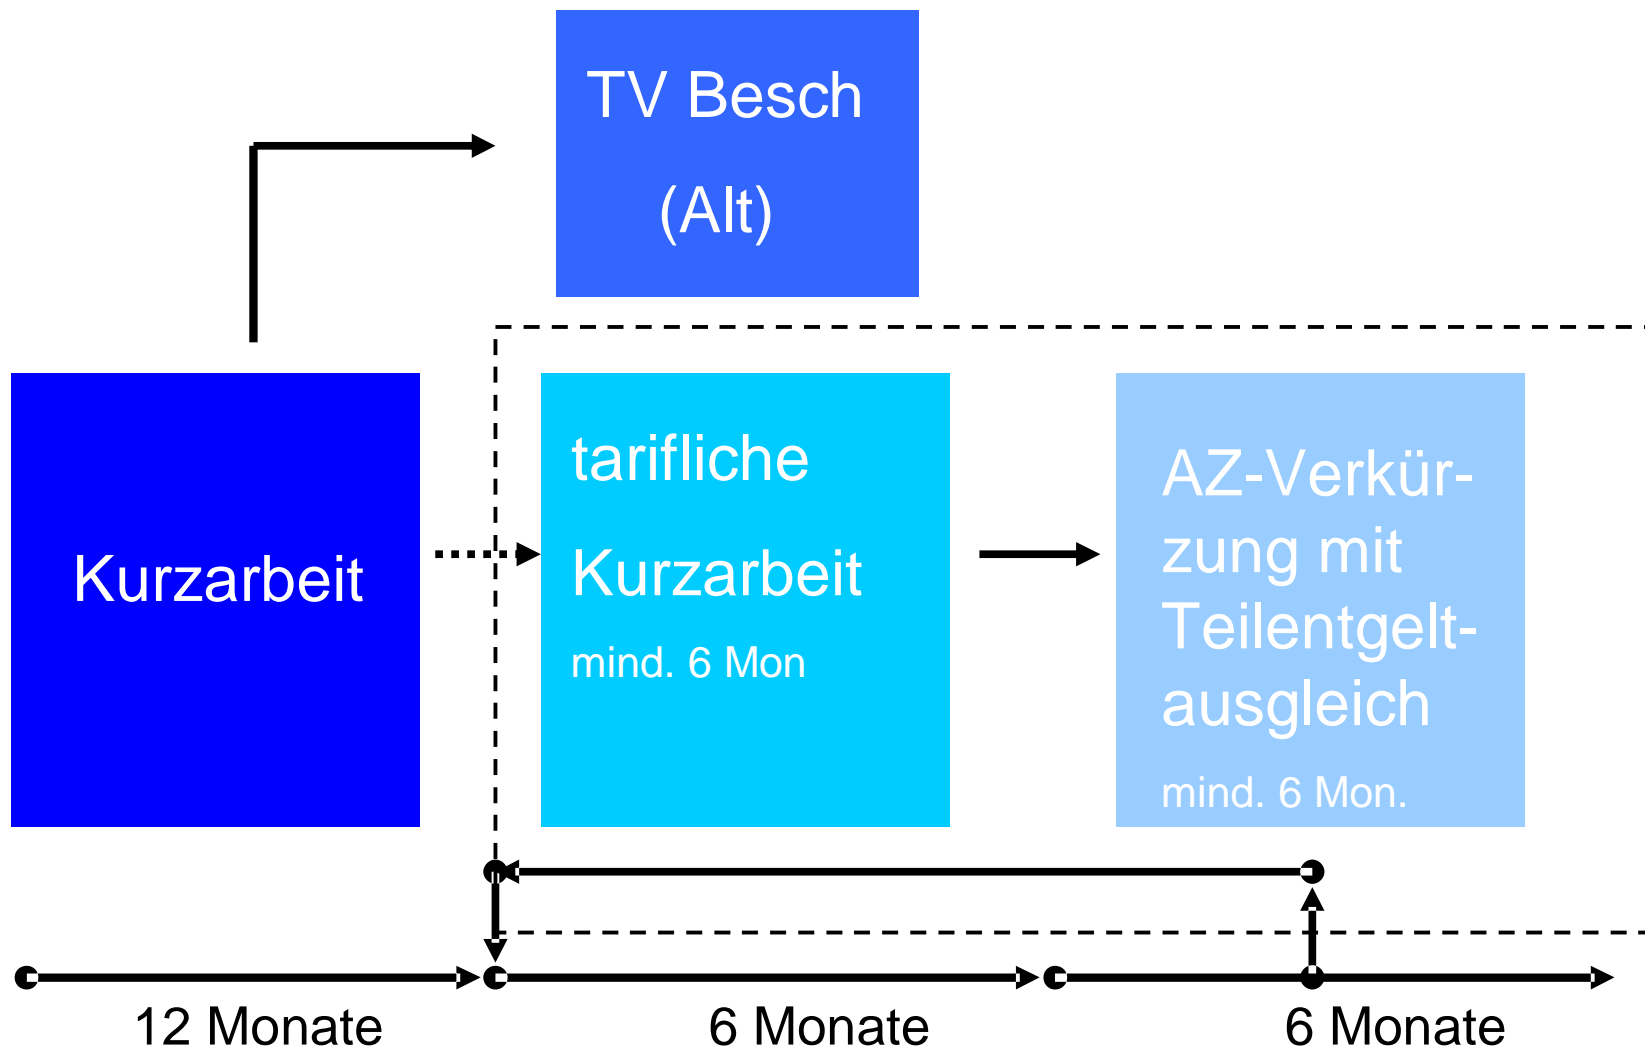 TV Besch
(Alt)
Kurzarbeit
tarifliche
Kurzarbeit
mind. 6 Mon
AZ-Verkür-
zung mit
Teilentgelt-
ausgleich
mind. 6 Mon.
12 Monate
6 Monate
6 Monate